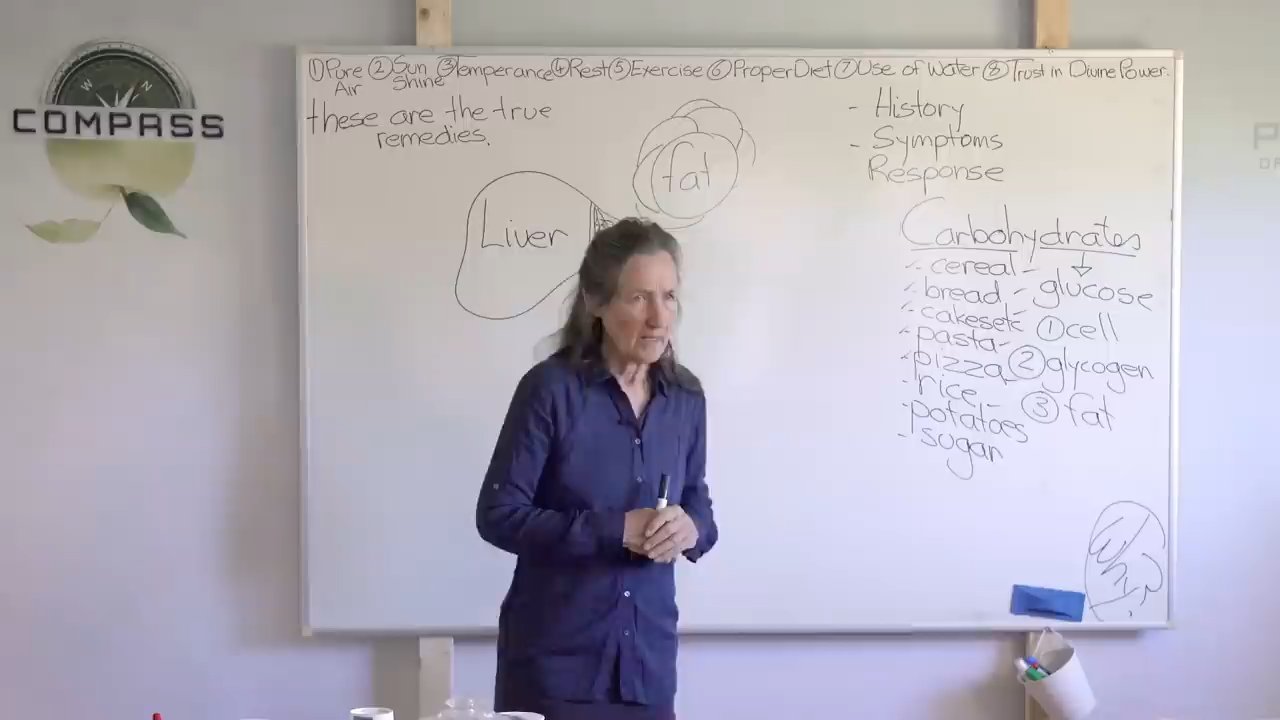 W N
COMPASS
①Pure Air ②Sun Shine ③Temperance ④Rest ⑤Exercise ⑥Proper Diet ⑦Use of Water ⑧Trust in Divine Power.
these are the true
remedies.
fat
Liver
- History
- Symptoms
Response
Carbohydrates
- cereal -
- bread - glucose
- cakes etc ① cell
- pasta -
- pizza ② glycogen
- rice -
- potatoes ③ fat
- sugar
Why?